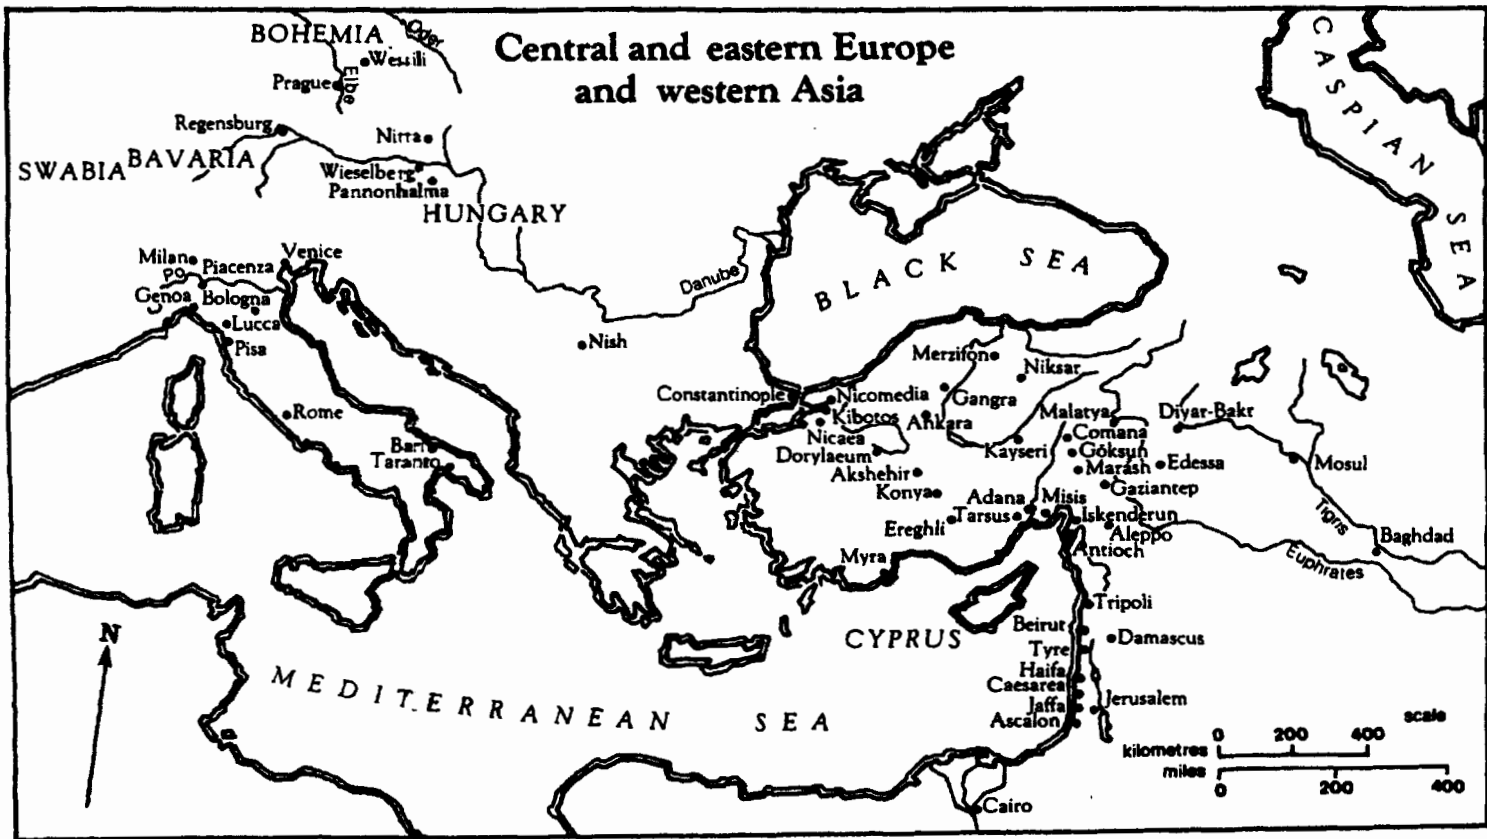 Central and eastern Europe
and western Asia
BOHEMIA
Oder
Wessili
Prague
Elbe
Regensburg
Nitra
SWABIA
BAVARIA
Wieselberg
Pannonhalma
HUNGARY
CASPIAN SEA
BLACK SEA
Danube
Milan
Po
Piacenza
Venice
Genoa
Bologna
Lucca
Pisa
Nish
Rome
Bari
Taranto
Constantinople
Nicomedia
Kibotos
Nicaea
Dorylaeum
Akshehir
Konya
Ereghli
Myra
Merzifon
Niksar
Gangra
Ankara
Kayseri
Malatya
Comana
Göksun
Marash
Gaziantep
Edessa
Diyar-Bakr
Mosul
Tigris
Baghdad
Euphrates
Adana
Misis
Tarsus
Iskenderun
Aleppo
Antioch
Tripoli
CYPRUS
Beirut
Damascus
Tyre
Haifa
Caesarea
Jaffa
Jerusalem
Ascalon
Cairo
N
MEDITERRANEAN SEA
scale
0 200 400
kilometres
miles
0 200 400